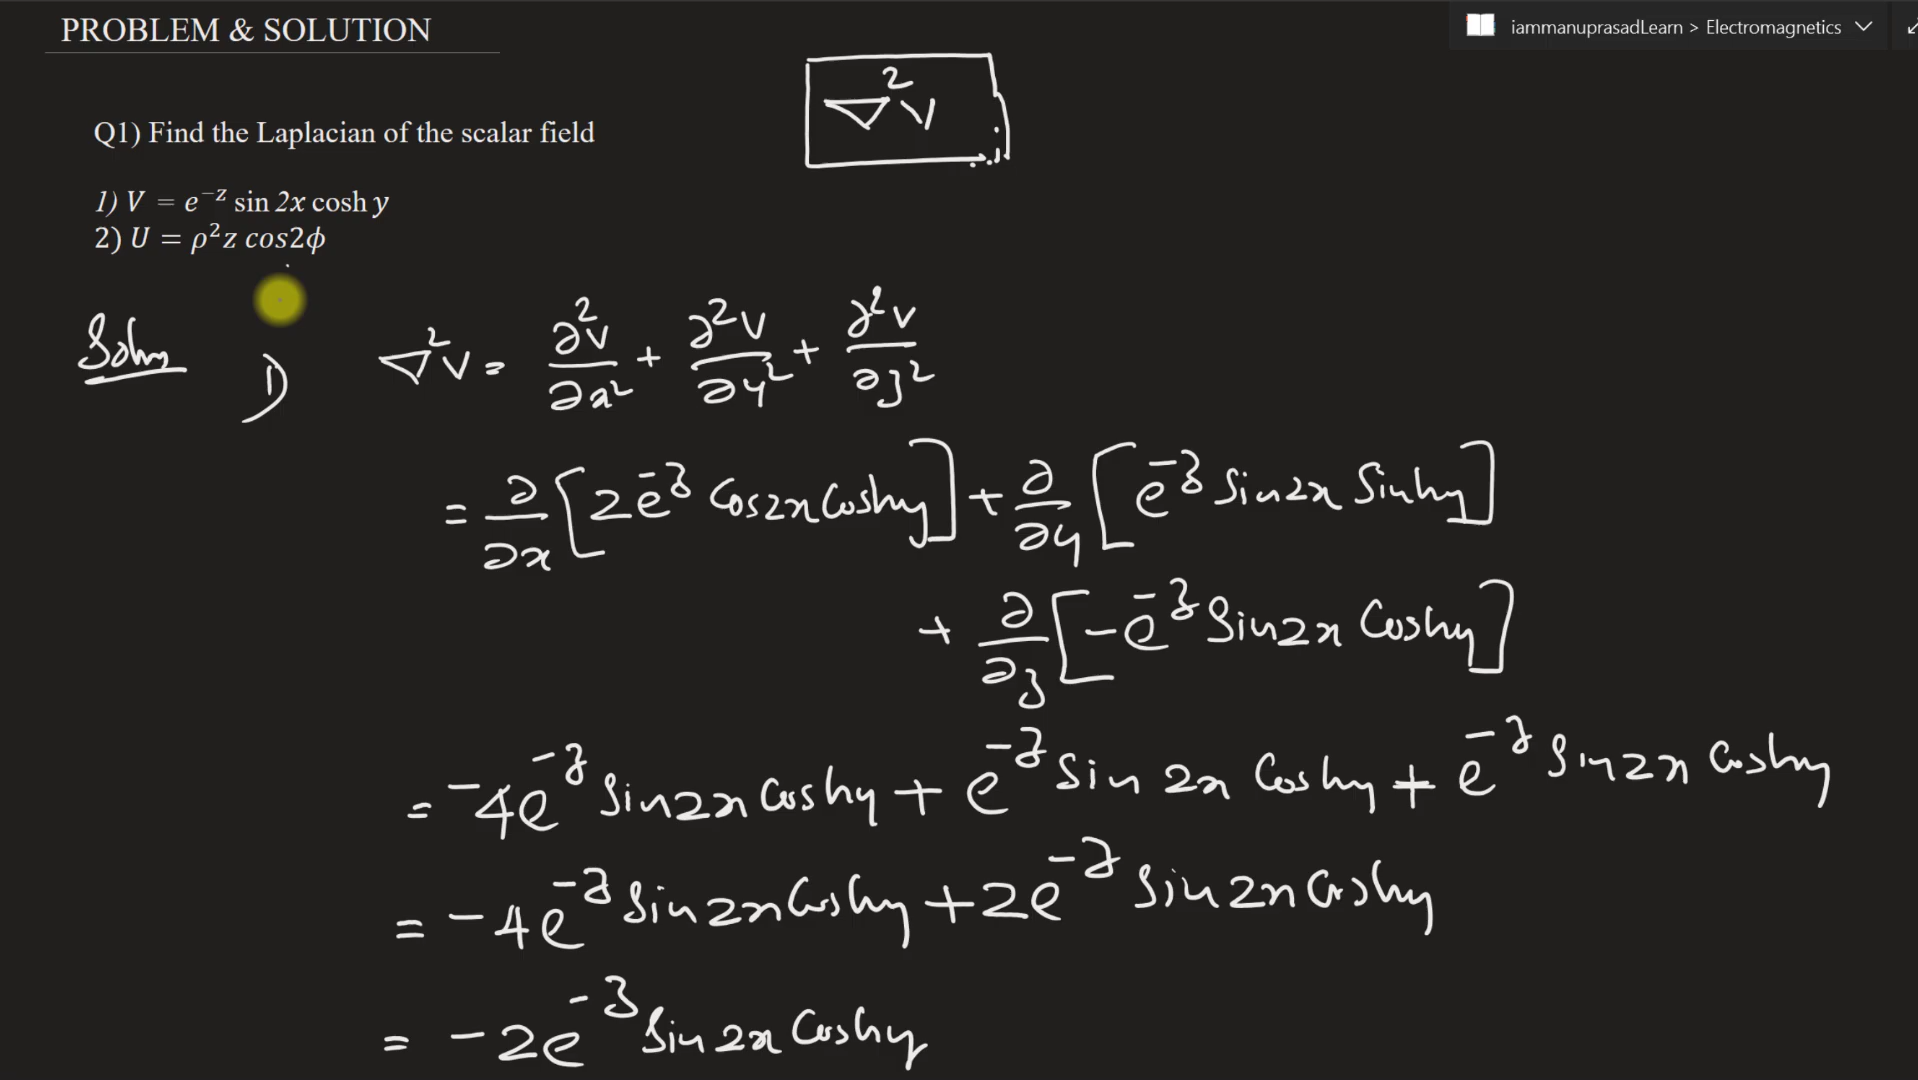 PROBLEM & SOLUTION
iammanuprasadLearn > Electromagnetics
∇²V
Q1) Find the Laplacian of the scalar field
1) V = e⁻ᶻ sin 2x cosh y
2) U = ρ²z cos2ϕ
Soln 1) ∇²V = ∂²V/∂x² + ∂²V/∂y² + ∂²V/∂z²
= ∂/∂x [2e⁻ᶻ Cos2x Coshy] + ∂/∂y [e⁻ᶻ Sin2x Sinhy]
+ ∂/∂z [-e⁻ᶻ Sin2x Coshy]
= -4e⁻ᶻ Sin2x Coshy + e⁻ᶻ Sin 2x Coshy + e⁻ᶻ Sin2x Coshy
= -4e⁻ᶻ Sin2x Coshy + 2e⁻ᶻ Sin2x Coshy
= -2e⁻ᶻ Sin2x Coshy